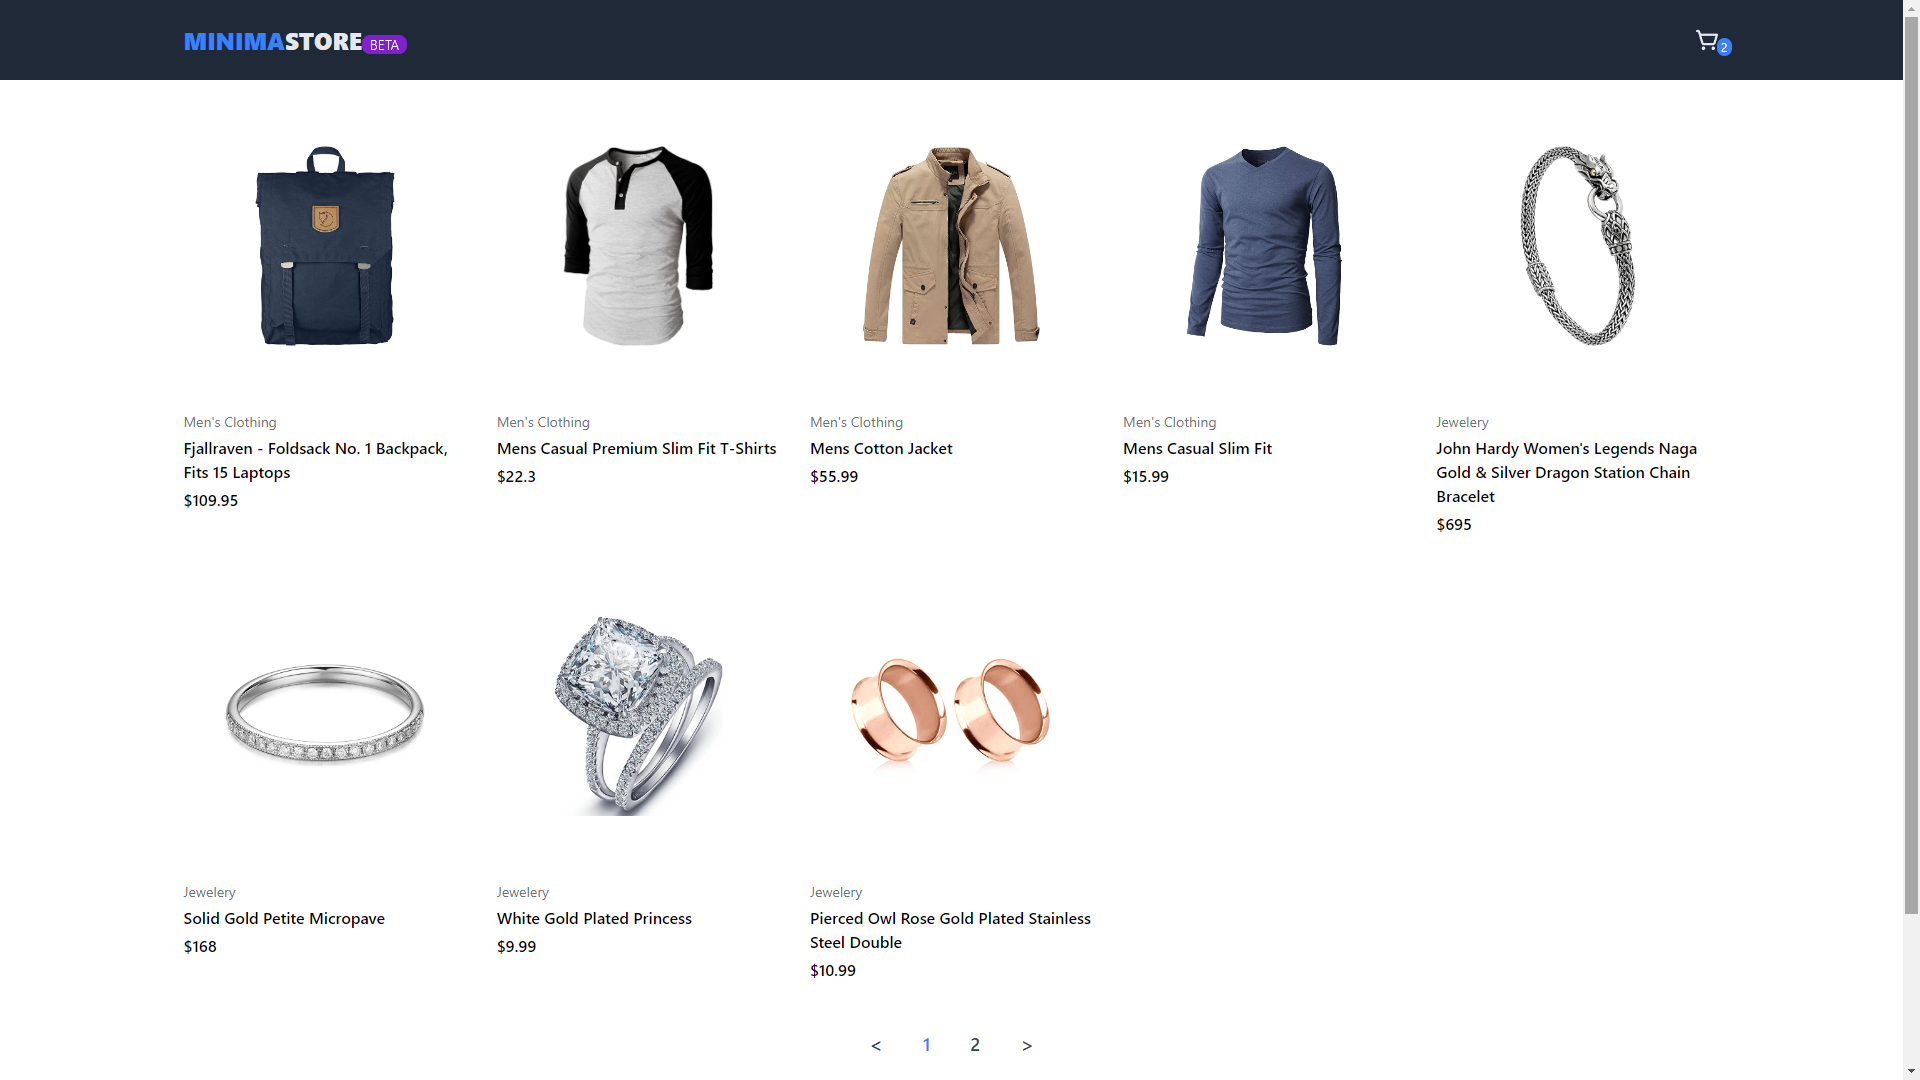 MINIMASTORE BETA
2
Men's Clothing
Fjallraven - Foldsack No. 1 Backpack,
Fits 15 Laptops
$109.95
Men's Clothing
Mens Casual Premium Slim Fit T-Shirts
$22.3
Men's Clothing
Mens Cotton Jacket
$55.99
Men's Clothing
Mens Casual Slim Fit
$15.99
Jewelery
John Hardy Women's Legends Naga
Gold & Silver Dragon Station Chain
Bracelet
$695
Jewelery
Solid Gold Petite Micropave
$168
Jewelery
White Gold Plated Princess
$9.99
Jewelery
Pierced Owl Rose Gold Plated Stainless
Steel Double
$10.99
< 1 2 >